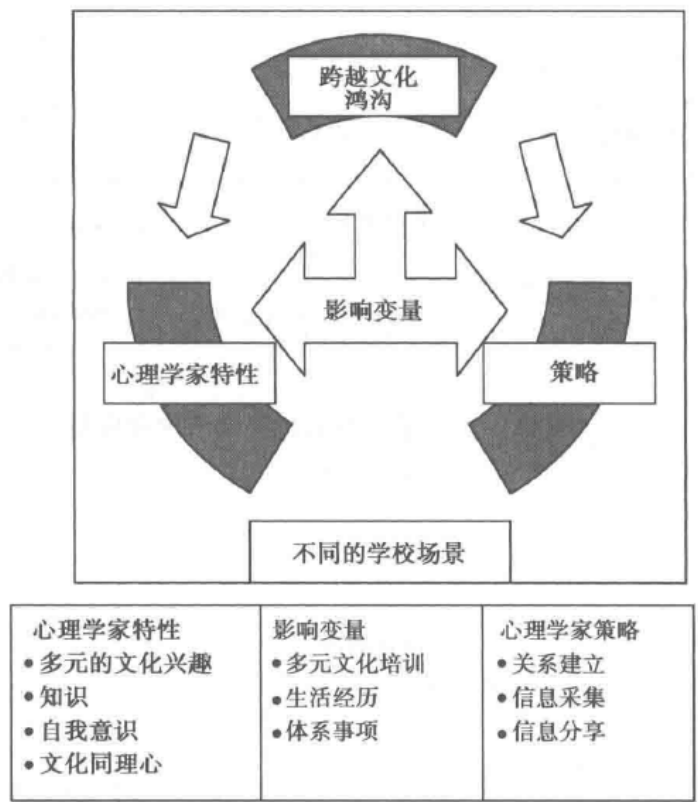 跨越文化
鸿沟
影响变量
心理学家特性
策略
不同的学校场景
心理学家特性
•多元的文化兴趣
•知识
•自我意识
•文化同理心
影响变量
•多元文化培训
•生活经历
•体系事项
心理学家策略
•关系建立
•信息采集
•信息分享